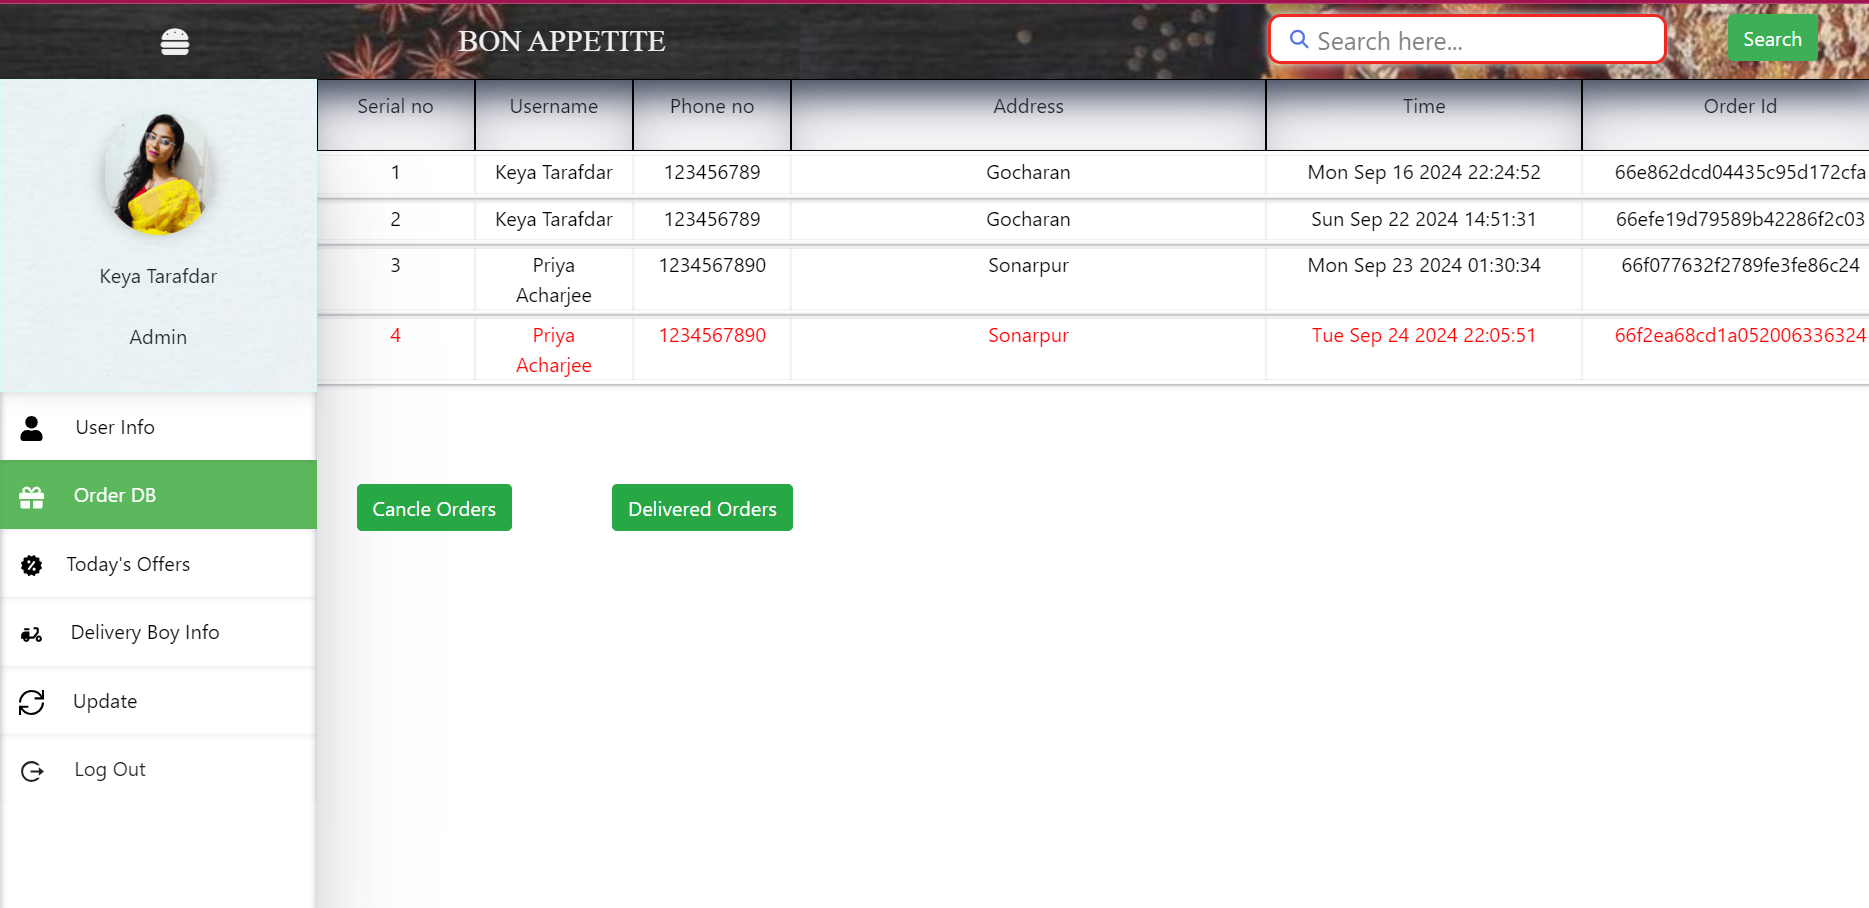 BON APPETITE
Search here...
Search
Keya Tarafdar
Admin
User Info
Order DB
Today's Offers
Delivery Boy Info
Update
Log Out
Serial no Username Phone no Address Time Order Id
1 Keya Tarafdar 123456789 Gocharan Mon Sep 16 2024 22:24:52 66e862dcd04435c95d172cfa
2 Keya Tarafdar 123456789 Gocharan Sun Sep 22 2024 14:51:31 66efe19d79589b42286f2c03
3 Priya 1234567890 Sonarpur Mon Sep 23 2024 01:30:34 66f077632f2789fe3fe86c24
Acharjee
4 Priya 1234567890 Sonarpur Tue Sep 24 2024 22:05:51 66f2ea68cd1a052006336324
Acharjee
Cancle Orders Delivered Orders